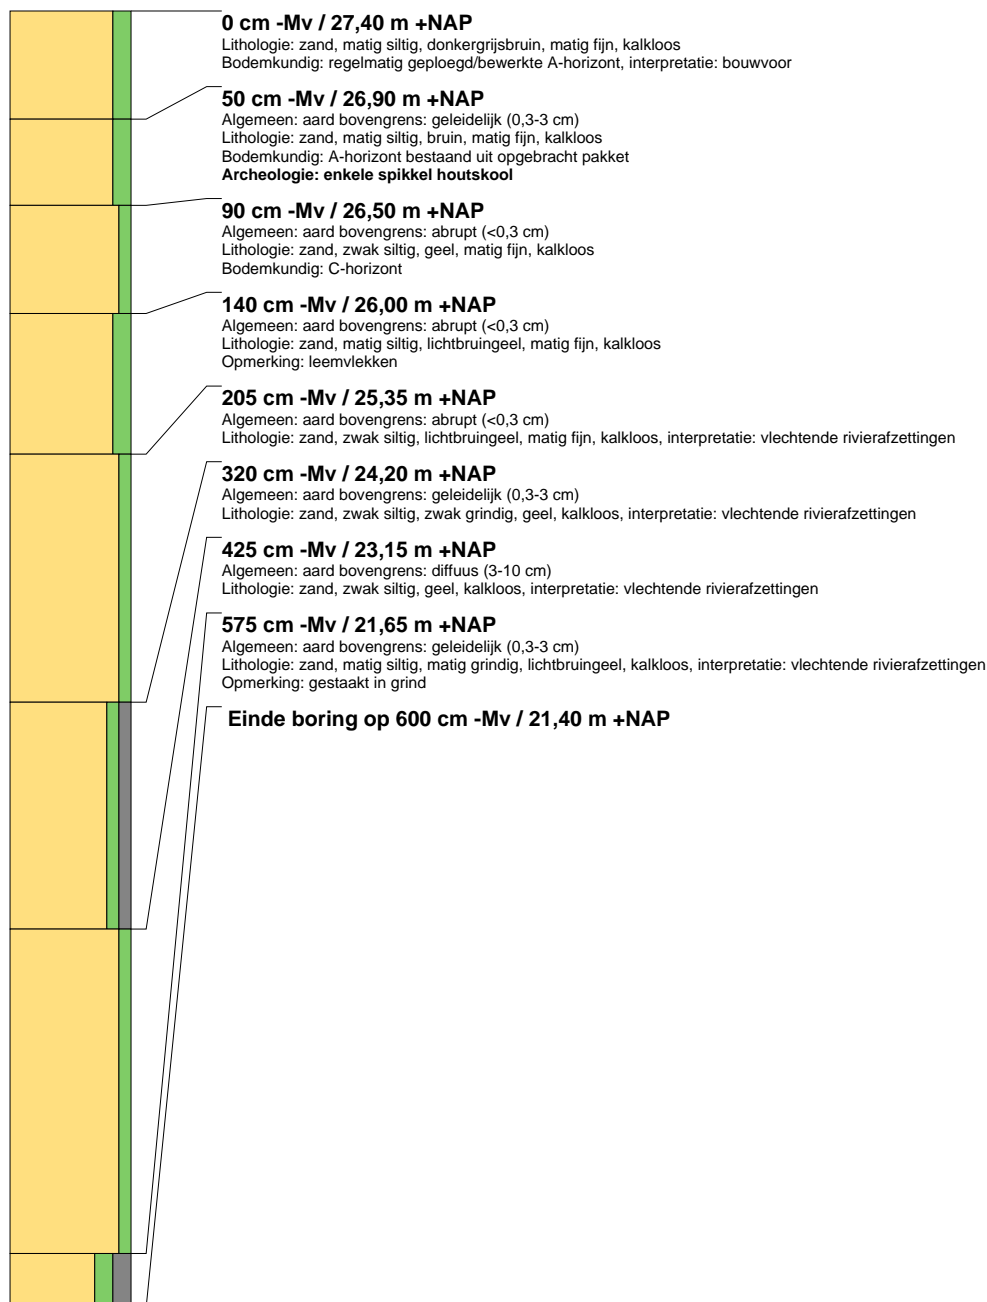 0 cm -Mv / 27,40 m +NAP
Lithologie: zand, matig siltig, donkergrijsbruin, matig fijn, kalkloos
Bodemkundig: regelmatig geploegd/bewerkte A-horizont, interpretatie: bouwvoor
50 cm -Mv / 26,90 m +NAP
Algemeen: aard bovengrens: geleidelijk (0,3-3 cm)
Lithologie: zand, matig siltig, bruin, matig fijn, kalkloos
Bodemkundig: A-horizont bestaand uit opgebracht pakket
Archeologie: enkele spikkel houtskool
90 cm -Mv / 26,50 m +NAP
Algemeen: aard bovengrens: abrupt (<0,3 cm)
Lithologie: zand, zwak siltig, geel, matig fijn, kalkloos
Bodemkundig: C-horizont
140 cm -Mv / 26,00 m +NAP
Algemeen: aard bovengrens: abrupt (<0,3 cm)
Lithologie: zand, matig siltig, lichtbruingeel, matig fijn, kalkloos
Opmerking: leemvlekken
205 cm -Mv / 25,35 m +NAP
Algemeen: aard bovengrens: abrupt (<0,3 cm)
Lithologie: zand, zwak siltig, lichtbruingeel, matig fijn, kalkloos, interpretatie: vlechtende rivierafzettingen
320 cm -Mv / 24,20 m +NAP
Algemeen: aard bovengrens: geleidelijk (0,3-3 cm)
Lithologie: zand, zwak siltig, zwak grindig, geel, kalkloos, interpretatie: vlechtende rivierafzettingen
425 cm -Mv / 23,15 m +NAP
Algemeen: aard bovengrens: diffuus (3-10 cm)
Lithologie: zand, zwak siltig, geel, kalkloos, interpretatie: vlechtende rivierafzettingen
575 cm -Mv / 21,65 m +NAP
Algemeen: aard bovengrens: geleidelijk (0,3-3 cm)
Lithologie: zand, matig siltig, matig grindig, lichtbruingeel, kalkloos, interpretatie: vlechtende rivierafzettingen
Opmerking: gestaakt in grind
Einde boring op 600 cm -Mv / 21,40 m +NAP